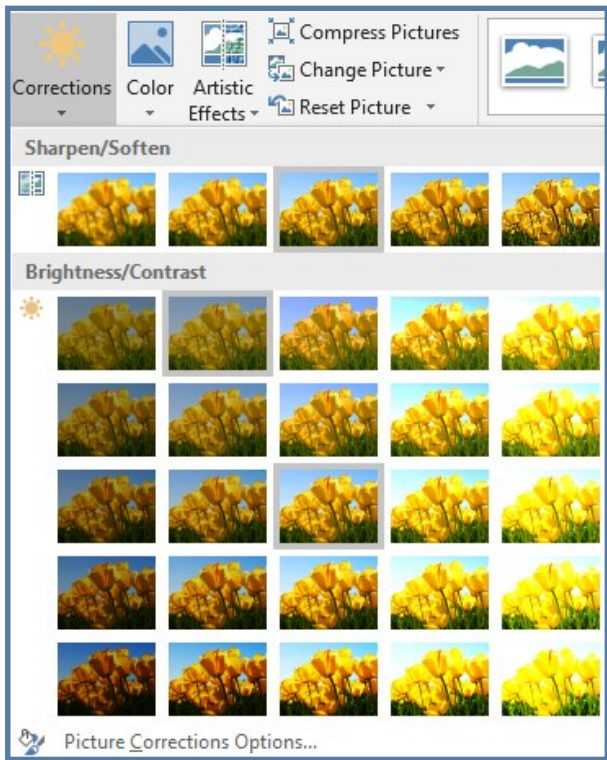 Corrections
Color
Artistic
Effects
Compress Pictures
Change Picture
Reset Picture
Sharpen/Soften
Brightness/Contrast
Picture Corrections Options...